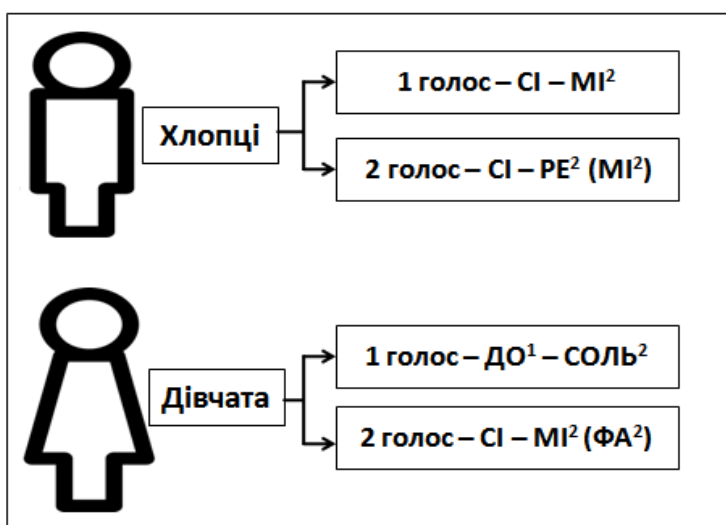 Хлопці
1 голос – СІ – МІ²
2 голос – СІ – РЕ² (МІ²)
Дівчата
1 голос – ДО¹ – СОЛЬ²
2 голос – СІ – МІ² (ФА²)